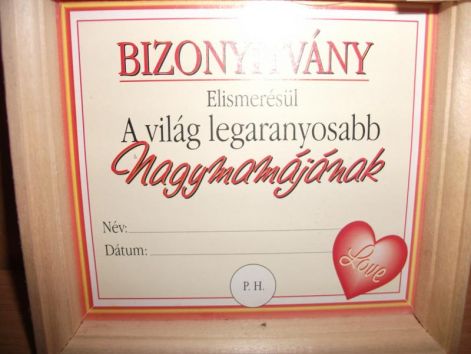 BIZONYÍTVÁNY
Elismerésül
A világ legaranyosabb
Nagymamájának
Név:
Dátum:
Love
P. H.